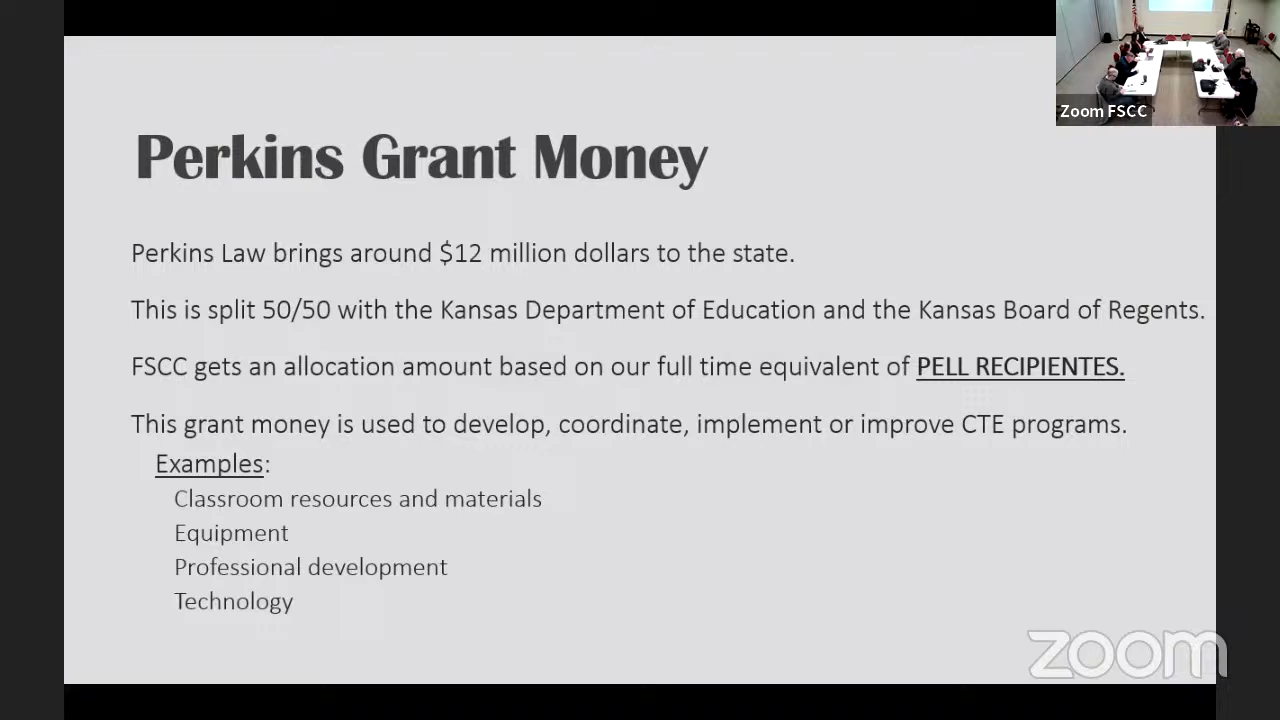 Zoom FSCC
Perkins Grant Money
Perkins Law brings around $12 million dollars to the state.
This is split 50/50 with the Kansas Department of Education and the Kansas Board of Regents.
FSCC gets an allocation amount based on our full time equivalent of PELL RECIPIENTES.
This grant money is used to develop, coordinate, implement or improve CTE programs.
Examples:
Classroom resources and materials
Equipment
Professional development
Technology
zoom